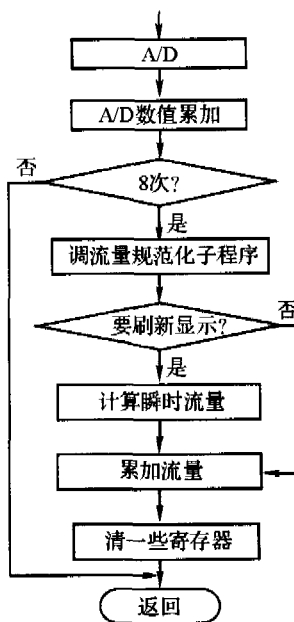 A/D
A/D数值累加
否
8次?
是
调流量规范化子程序
否
要刷新显示?
是
计算瞬时流量
累加流量
清一些寄存器
返回